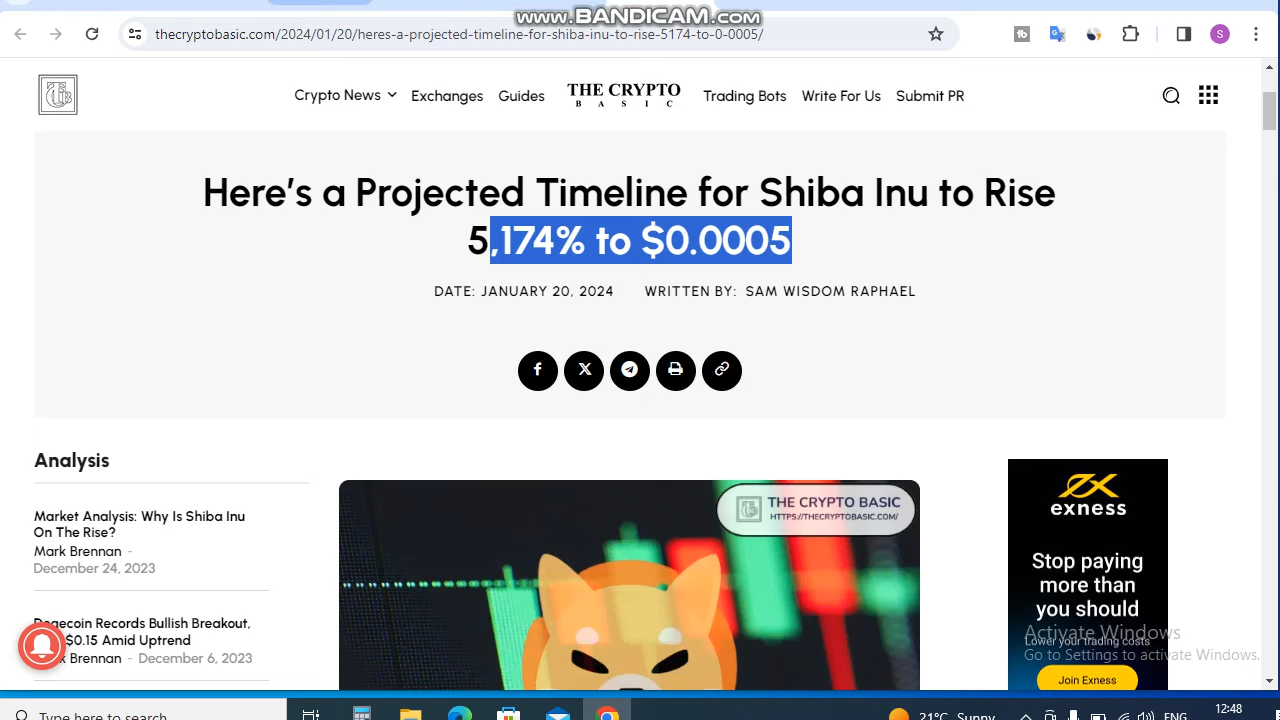 www.BANDICAM.com
thecryptobasic.com/2024/01/20/heres-a-projected-timeline-for-shiba-inu-to-rise-5174-to-0-0005/
S
Crypto News
Exchanges
Guides
THE CRYPTO
BASIC
Trading Bots
Write For Us
Submit PR
Here’s a Projected Timeline for Shiba Inu to Rise
5,174% to $0.0005
DATE: JANUARY 20, 2024
WRITTEN BY: SAM WISDOM RAPHAEL
Analysis
Market Analysis: Why Is Shiba Inu
On The Rise?
Mark Brennan -
December 24, 2023
Dogecoin Records Bullish Breakout,
$0.15 Amid Uptrend
Brennan - December 6, 2023
THE CRYPTO BASIC
HTTPS://THECRYPTOBASIC.COM/
exness
Stop paying
more than
you should
Lower your trading costs
Join Exness
Activate Windows
Go to Settings to activate Windows.
Type here to search
21°C Sunny
ENG
12:48